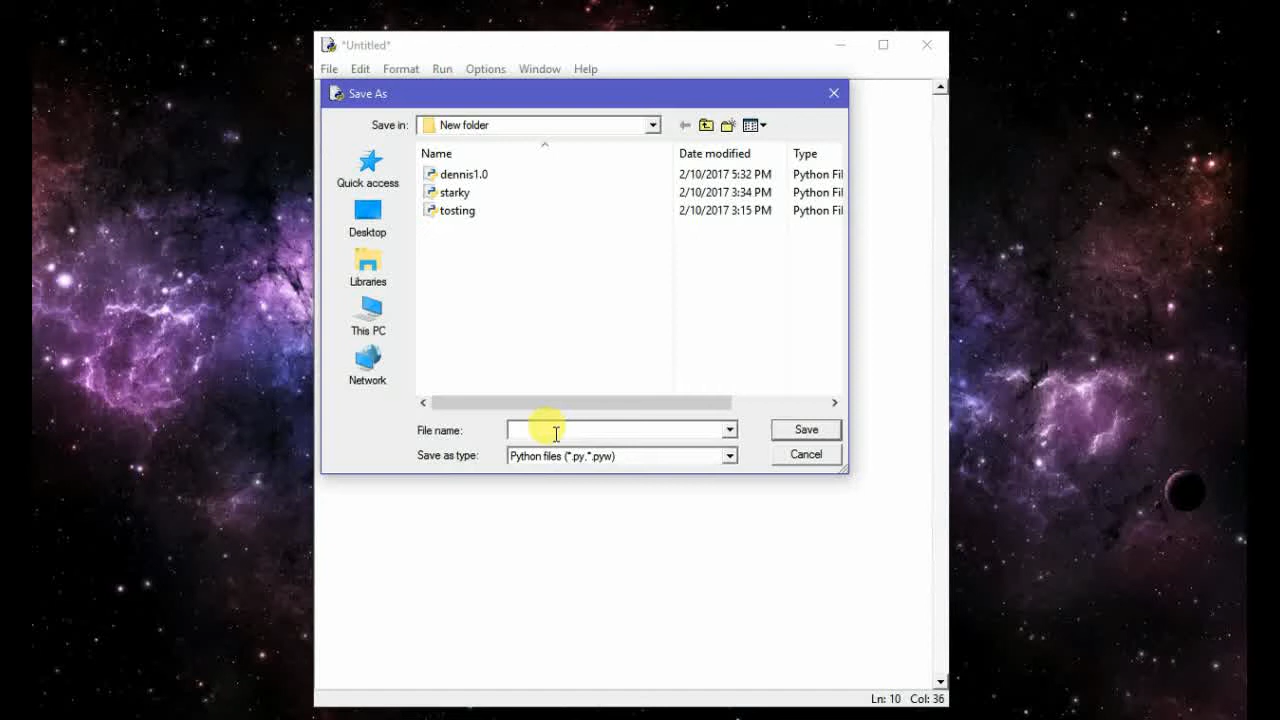 *Untitled*
File Edit Format Run Options Window Help
Save As
Save in: New folder
Name Date modified Type
dennis1.0 2/10/2017 5:32 PM Python Fil
starky 2/10/2017 3:34 PM Python Fil
tosting 2/10/2017 3:15 PM Python Fil
Quick access
Desktop
Libraries
This PC
Network
File name: Save
Save as type: Python files (*.py,*.pyw) Cancel
Ln: 10 Col: 36